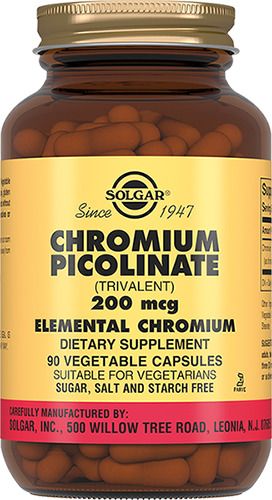 SOLGAR®
Since 1947
CHROMIUM
PICOLINATE
(TRIVALENT)
200 mcg
ELEMENTAL CHROMIUM
DIETARY SUPPLEMENT
90 VEGETABLE CAPSULES
SUITABLE FOR VEGETARIANS
SUGAR, SALT AND STARCH FREE
PARVE
CAREFULLY MANUFACTURED BY:
SOLGAR, INC., 500 WILLOW TREE ROAD, LEONIA, N.J.